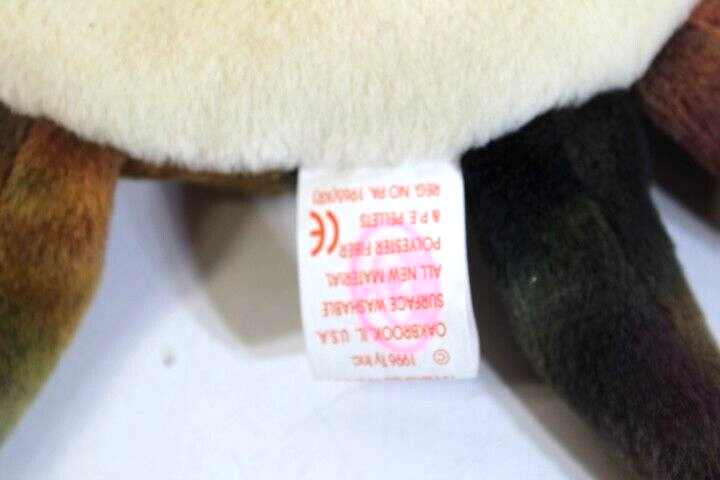 © 1996 Ty Inc.
OAKBROOK,IL. U.S.A.
SURFACE WASHABLE
ALL NEW MATERIAL
POLYESTER FIBER
& P.E. PELLETS CE
REG. NO PA. 1965(KR)